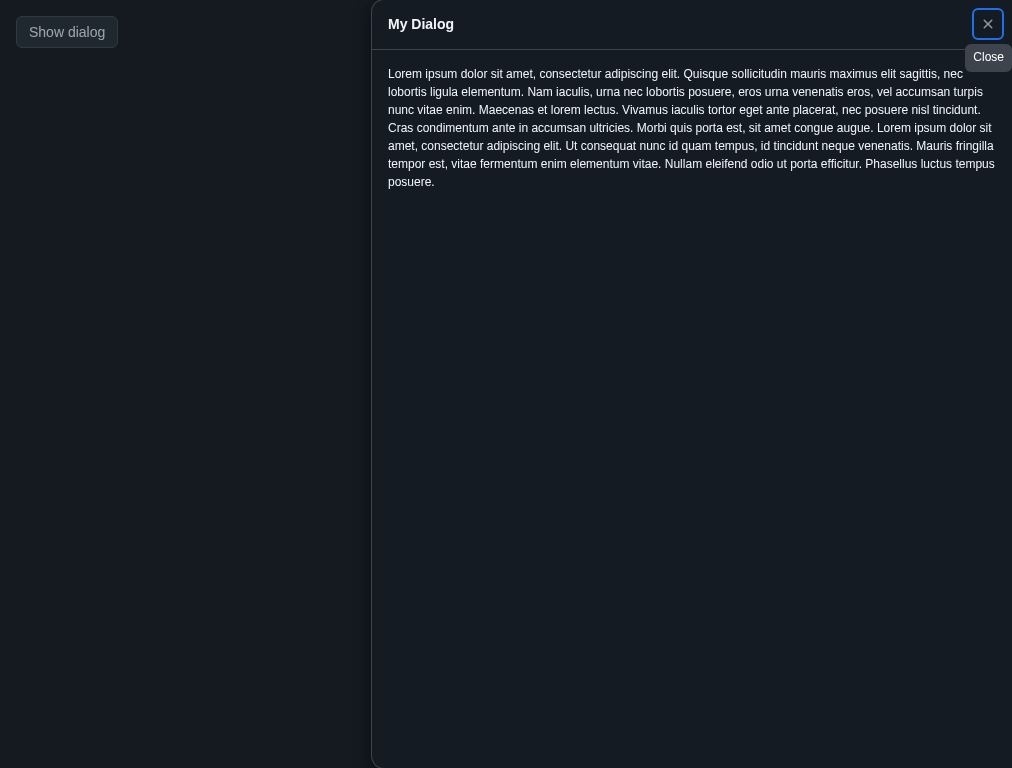 Show dialog
My Dialog
Close
Lorem ipsum dolor sit amet, consectetur adipiscing elit. Quisque sollicitudin mauris maximus elit sagittis, nec
lobortis ligula elementum. Nam iaculis, urna nec lobortis posuere, eros urna venenatis eros, vel accumsan turpis
nunc vitae enim. Maecenas et lorem lectus. Vivamus iaculis tortor eget ante placerat, nec posuere nisl tincidunt.
Cras condimentum ante in accumsan ultricies. Morbi quis porta est, sit amet congue augue. Lorem ipsum dolor sit
amet, consectetur adipiscing elit. Ut consequat nunc id quam tempus, id tincidunt neque venenatis. Mauris fringilla
tempor est, vitae fermentum enim elementum vitae. Nullam eleifend odio ut porta efficitur. Phasellus luctus tempus
posuere.